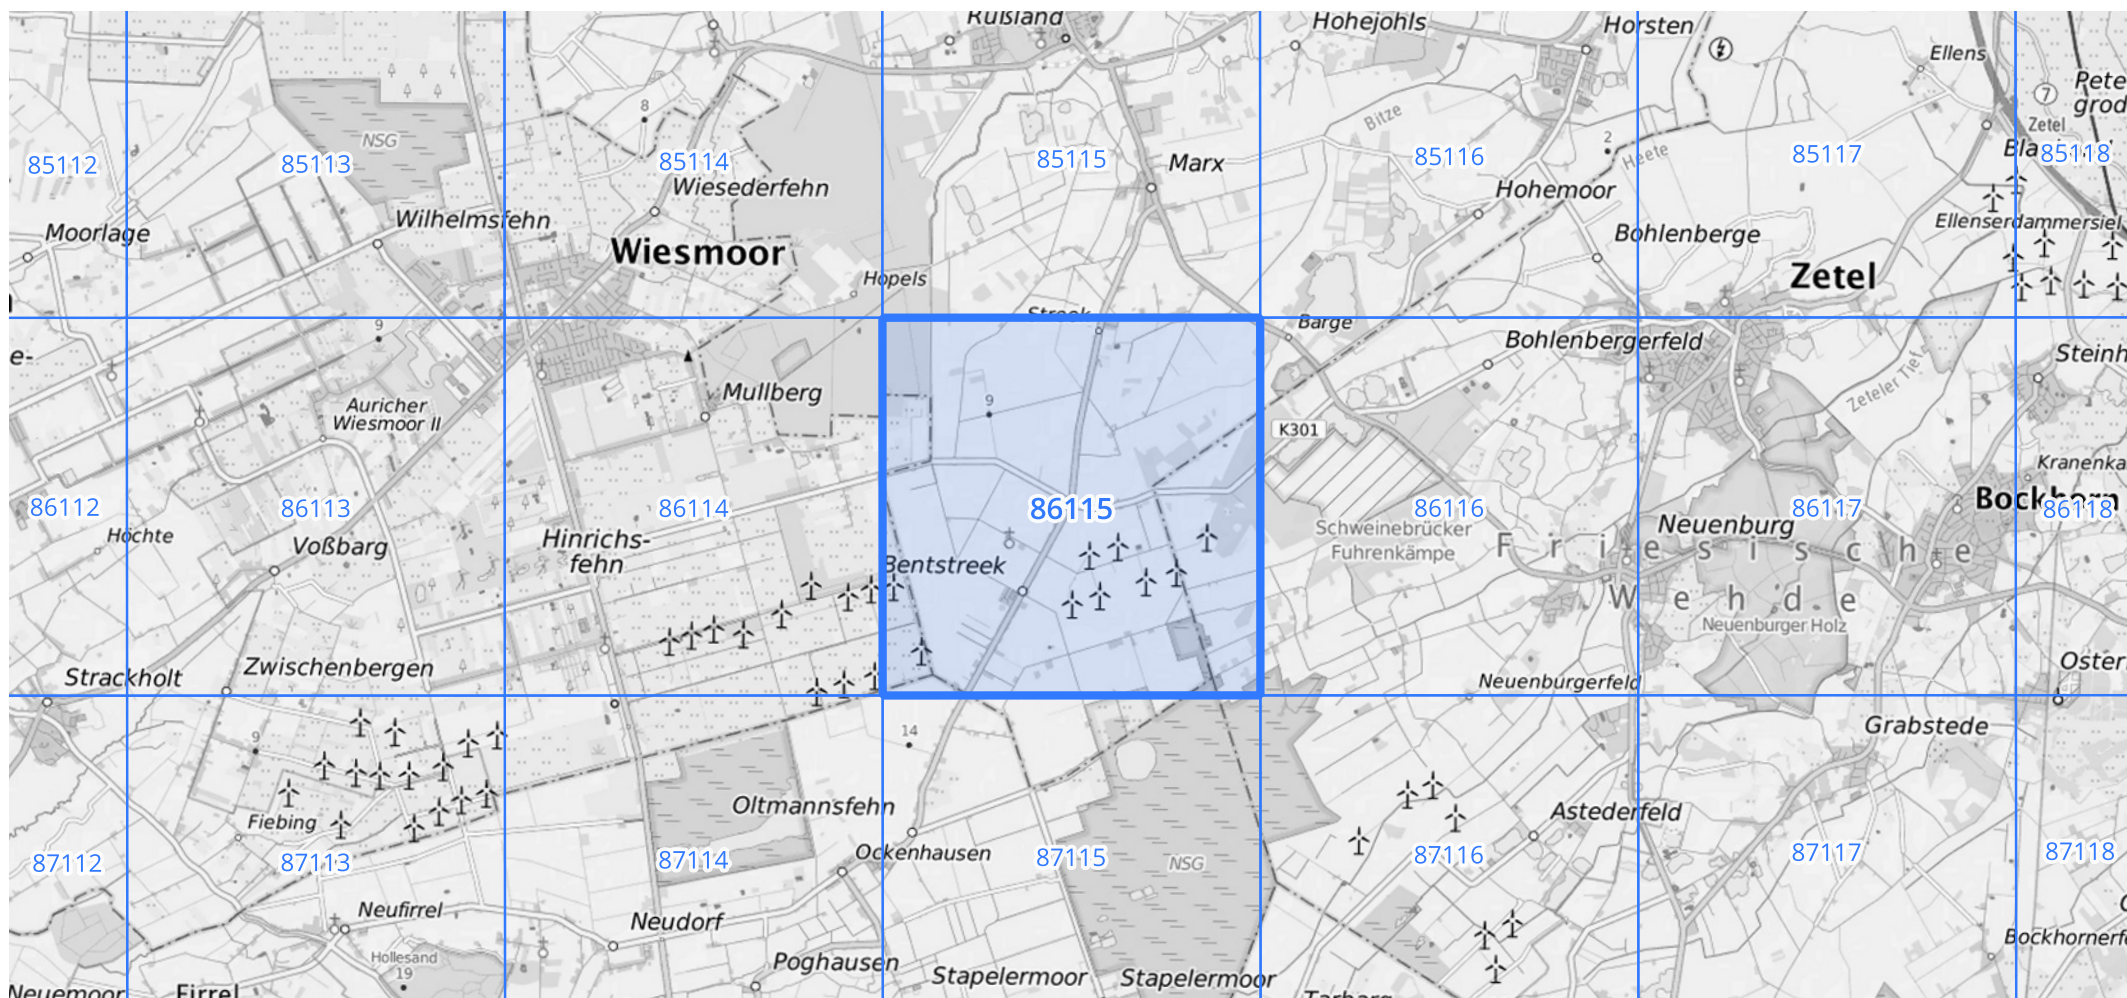 Rußland
Hohejohls
Horsten
Ellens
Pete
grod
7
Zetel
8
NSG
Bitze
2
Heete
85112
85113
85114
85115
Marx
85116
85117
Bla
85118
Wiesederfehn
Hohemoor
Moorlage
Wilhelmsfehn
Wiesmoor
Bohlenberge
Ellenserdammersiel
Hopels
Zetel
Streek
9
Barge
Bohlenbergerfeld
e-
Steinh
Mullberg
9
Zeteler Tief
Auricher
Wiesmoor II
K301
Kranenka
86112
86113
86114
86115
86116
86117
Bockhorn
86118
Höchte
Voßbarg
Hinrichs-
fehn
Bentstreek
Schweinebrücker
Fuhrenkämpe
Neuenburg
Friesische
Wehde
Neuenburger Holz
Strackholt
Zwischenbergen
Neuenburgerfeld
Oster
9
14
Grabstede
Fiebing
Oltmannsfehn
Astederfeld
87112
87113
87114
Ockenhausen
87115
NSG
87116
87117
87118
Neufirrel
Neudorf
Hollesand
19
Poghausen
Stapelermoor
Stapelermoor
Bockhornerf
Neuemoor
Firrel
Tarbarg